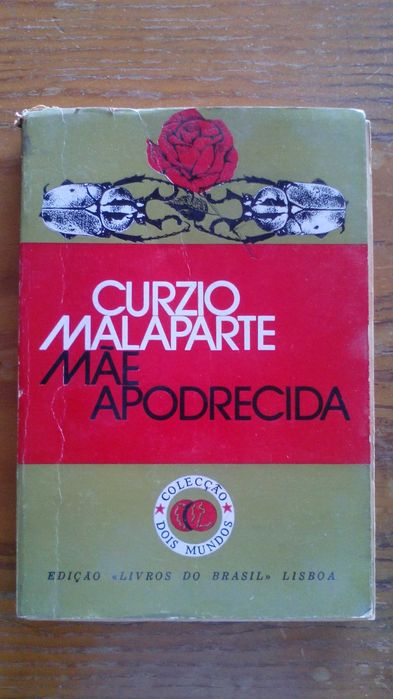 CURZIO
MALAPARTE
MÃE
APODRECIDA
COLECÇÃO
DOIS MUNDOS
EDIÇÃO «LIVROS DO BRASIL» LISBOA